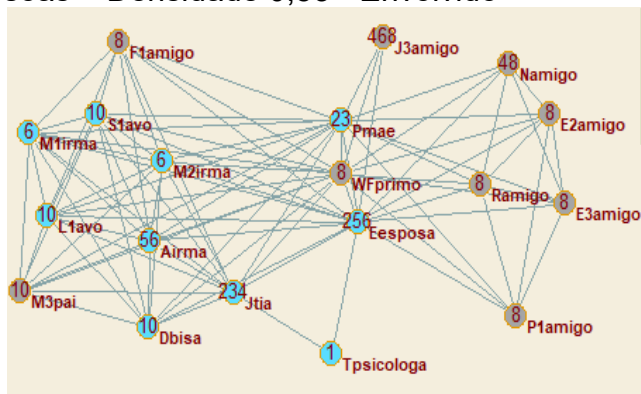 8 F1amigo
468 J3amigo
48 Namigo
10 S1avo
23 Pmae
8 E2amigo
6 M1irma
6 M2irma
8 WFprimo
8 Ramigo
8 E3amigo
10 L1avo
56 Airma
256 Eesposa
10 M3pai
234 Jtia
10 Dbisa
8 P1amigo
1 Tpsicologa